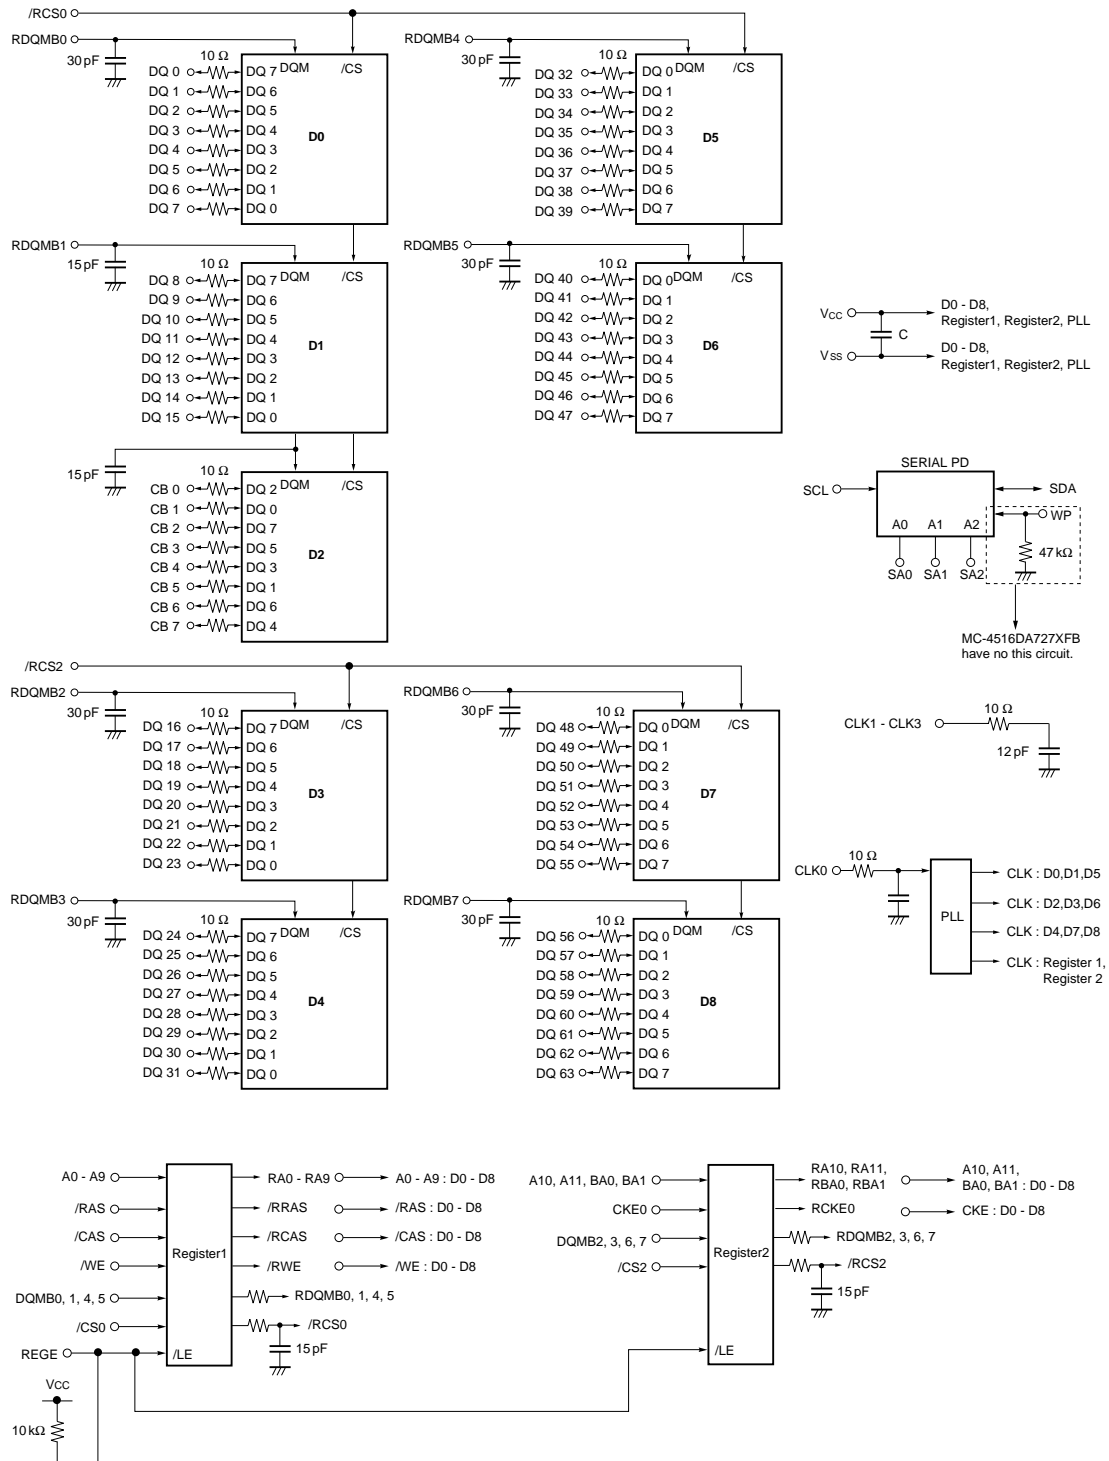 /RCS0
RDQMB0
30 pF
10 Ω
DQM /CS
DQ 0 DQ 7
DQ 1 DQ 6
DQ 2 DQ 5
DQ 3 DQ 4
D0
DQ 4 DQ 3
DQ 5 DQ 2
DQ 6 DQ 1
DQ 7 DQ 0
RDQMB4
30 pF
10 Ω
DQM /CS
DQ 32 DQ 0
DQ 33 DQ 1
DQ 34 DQ 2
DQ 35 DQ 3
D5
DQ 36 DQ 4
DQ 37 DQ 5
DQ 38 DQ 6
DQ 39 DQ 7
RDQMB1
15 pF
10 Ω
DQM /CS
DQ 8 DQ 7
DQ 9 DQ 6
DQ 10 DQ 5
DQ 11 DQ 4
D1
DQ 12 DQ 3
DQ 13 DQ 2
DQ 14 DQ 1
DQ 15 DQ 0
RDQMB5
30 pF
10 Ω
DQM /CS
DQ 40 DQ 0
DQ 41 DQ 1
DQ 42 DQ 2
DQ 43 DQ 3
D6
DQ 44 DQ 4
DQ 45 DQ 5
DQ 46 DQ 6
DQ 47 DQ 7
VCC
D0 - D8,
Register1, Register2, PLL
C
VSS
D0 - D8,
Register1, Register2, PLL
15 pF
10 Ω
DQM /CS
CB 0 DQ 2
CB 1 DQ 0
CB 2 DQ 7
CB 3 DQ 5
D2
CB 4 DQ 3
CB 5 DQ 1
CB 6 DQ 6
CB 7 DQ 4
SERIAL PD
SCL
SDA
WP
A0 A1 A2
47 kΩ
SA0 SA1 SA2
MC-4516DA727XFB
have no this circuit.
/RCS2
RDQMB2
30 pF
10 Ω
DQM /CS
DQ 16 DQ 7
DQ 17 DQ 6
DQ 18 DQ 5
DQ 19 DQ 4
D3
DQ 20 DQ 3
DQ 21 DQ 2
DQ 22 DQ 1
DQ 23 DQ 0
RDQMB6
30 pF
10 Ω
DQM /CS
DQ 48 DQ 0
DQ 49 DQ 1
DQ 50 DQ 2
DQ 51 DQ 3
D7
DQ 52 DQ 4
DQ 53 DQ 5
DQ 54 DQ 6
DQ 55 DQ 7
CLK1 - CLK3
10 Ω
12 pF
RDQMB3
30 pF
10 Ω
DQM /CS
DQ 24 DQ 7
DQ 25 DQ 6
DQ 26 DQ 5
DQ 27 DQ 4
D4
DQ 28 DQ 3
DQ 29 DQ 2
DQ 30 DQ 1
DQ 31 DQ 0
RDQMB7
30 pF
10 Ω
DQM /CS
DQ 56 DQ 0
DQ 57 DQ 1
DQ 58 DQ 2
DQ 59 DQ 3
D8
DQ 60 DQ 4
DQ 61 DQ 5
DQ 62 DQ 6
DQ 63 DQ 7
CLK0
10 Ω
PLL
CLK : D0,D1,D5
CLK : D2,D3,D6
CLK : D4,D7,D8
CLK : Register 1,
Register 2
A0 - A9 RA0 - RA9 A0 - A9 : D0 - D8
/RAS /RRAS /RAS : D0 - D8
/CAS /RCAS /CAS : D0 - D8
Register1
/WE /RWE /WE : D0 - D8
DQMB0, 1, 4, 5 RDQMB0, 1, 4, 5
/CS0 /RCS0
15 pF
REGE /LE
VCC
10 kΩ
A10, A11, BA0, BA1
RA10, RA11,
RBA0, RBA1
A10, A11,
BA0, BA1 : D0 - D8
CKE0 RCKE0 CKE : D0 - D8
DQMB2, 3, 6, 7 RDQMB2, 3, 6, 7
Register2
/CS2 /RCS2
15 pF
/LE